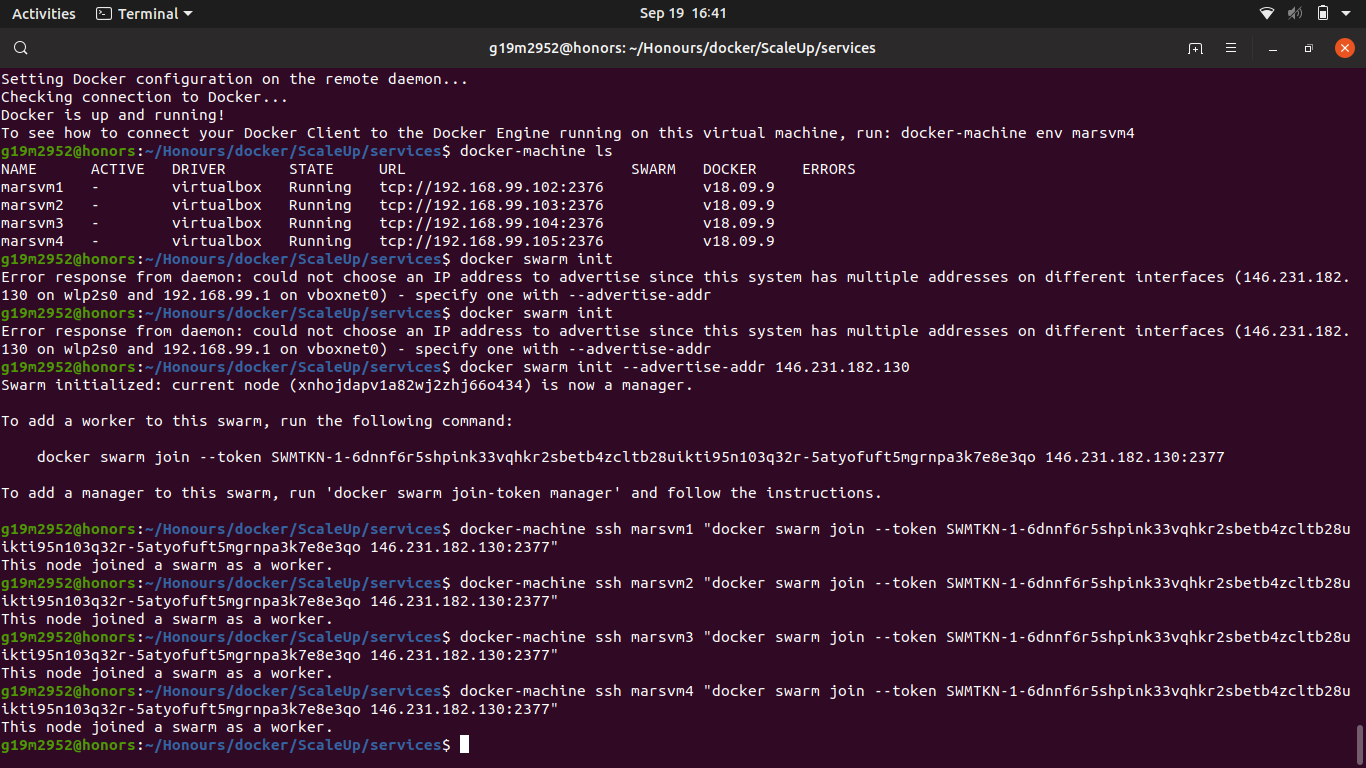 Activities Terminal Sep 19 16:41
g19m2952@honors: ~/Honours/docker/ScaleUp/services
Setting Docker configuration on the remote daemon...
Checking connection to Docker...
Docker is up and running!
To see how to connect your Docker Client to the Docker Engine running on this virtual machine, run: docker-machine env marsvm4
g19m2952@honors:~/Honours/docker/ScaleUp/services$ docker-machine ls
NAME      ACTIVE   DRIVER       STATE     URL                         SWARM   DOCKER     ERRORS
marsvm1   -        virtualbox   Running   tcp://192.168.99.102:2376           v18.09.9
marsvm2   -        virtualbox   Running   tcp://192.168.99.103:2376           v18.09.9
marsvm3   -        virtualbox   Running   tcp://192.168.99.104:2376           v18.09.9
marsvm4   -        virtualbox   Running   tcp://192.168.99.105:2376           v18.09.9
g19m2952@honors:~/Honours/docker/ScaleUp/services$ docker swarm init
Error response from daemon: could not choose an IP address to advertise since this system has multiple addresses on different interfaces (146.231.182.
130 on wlp2s0 and 192.168.99.1 on vboxnet0) - specify one with --advertise-addr
g19m2952@honors:~/Honours/docker/ScaleUp/services$ docker swarm init
Error response from daemon: could not choose an IP address to advertise since this system has multiple addresses on different interfaces (146.231.182.
130 on wlp2s0 and 192.168.99.1 on vboxnet0) - specify one with --advertise-addr
g19m2952@honors:~/Honours/docker/ScaleUp/services$ docker swarm init --advertise-addr 146.231.182.130
Swarm initialized: current node (xnhojdapv1a82wj2zhj66o434) is now a manager.
To add a worker to this swarm, run the following command:
docker swarm join --token SWMTKN-1-6dnnf6r5shpink33vqhkr2sbetb4zcltb28uikti95n103q32r-5atyofuft5mgrnpa3k7e8e3qo 146.231.182.130:2377
To add a manager to this swarm, run 'docker swarm join-token manager' and follow the instructions.
g19m2952@honors:~/Honours/docker/ScaleUp/services$ docker-machine ssh marsvm1 "docker swarm join --token SWMTKN-1-6dnnf6r5shpink33vqhkr2sbetb4zcltb28u
ikti95n103q32r-5atyofuft5mgrnpa3k7e8e3qo 146.231.182.130:2377"
This node joined a swarm as a worker.
g19m2952@honors:~/Honours/docker/ScaleUp/services$ docker-machine ssh marsvm2 "docker swarm join --token SWMTKN-1-6dnnf6r5shpink33vqhkr2sbetb4zcltb28u
ikti95n103q32r-5atyofuft5mgrnpa3k7e8e3qo 146.231.182.130:2377"
This node joined a swarm as a worker.
g19m2952@honors:~/Honours/docker/ScaleUp/services$ docker-machine ssh marsvm3 "docker swarm join --token SWMTKN-1-6dnnf6r5shpink33vqhkr2sbetb4zcltb28u
ikti95n103q32r-5atyofuft5mgrnpa3k7e8e3qo 146.231.182.130:2377"
This node joined a swarm as a worker.
g19m2952@honors:~/Honours/docker/ScaleUp/services$ docker-machine ssh marsvm4 "docker swarm join --token SWMTKN-1-6dnnf6r5shpink33vqhkr2sbetb4zcltb28u
ikti95n103q32r-5atyofuft5mgrnpa3k7e8e3qo 146.231.182.130:2377"
This node joined a swarm as a worker.
g19m2952@honors:~/Honours/docker/ScaleUp/services$